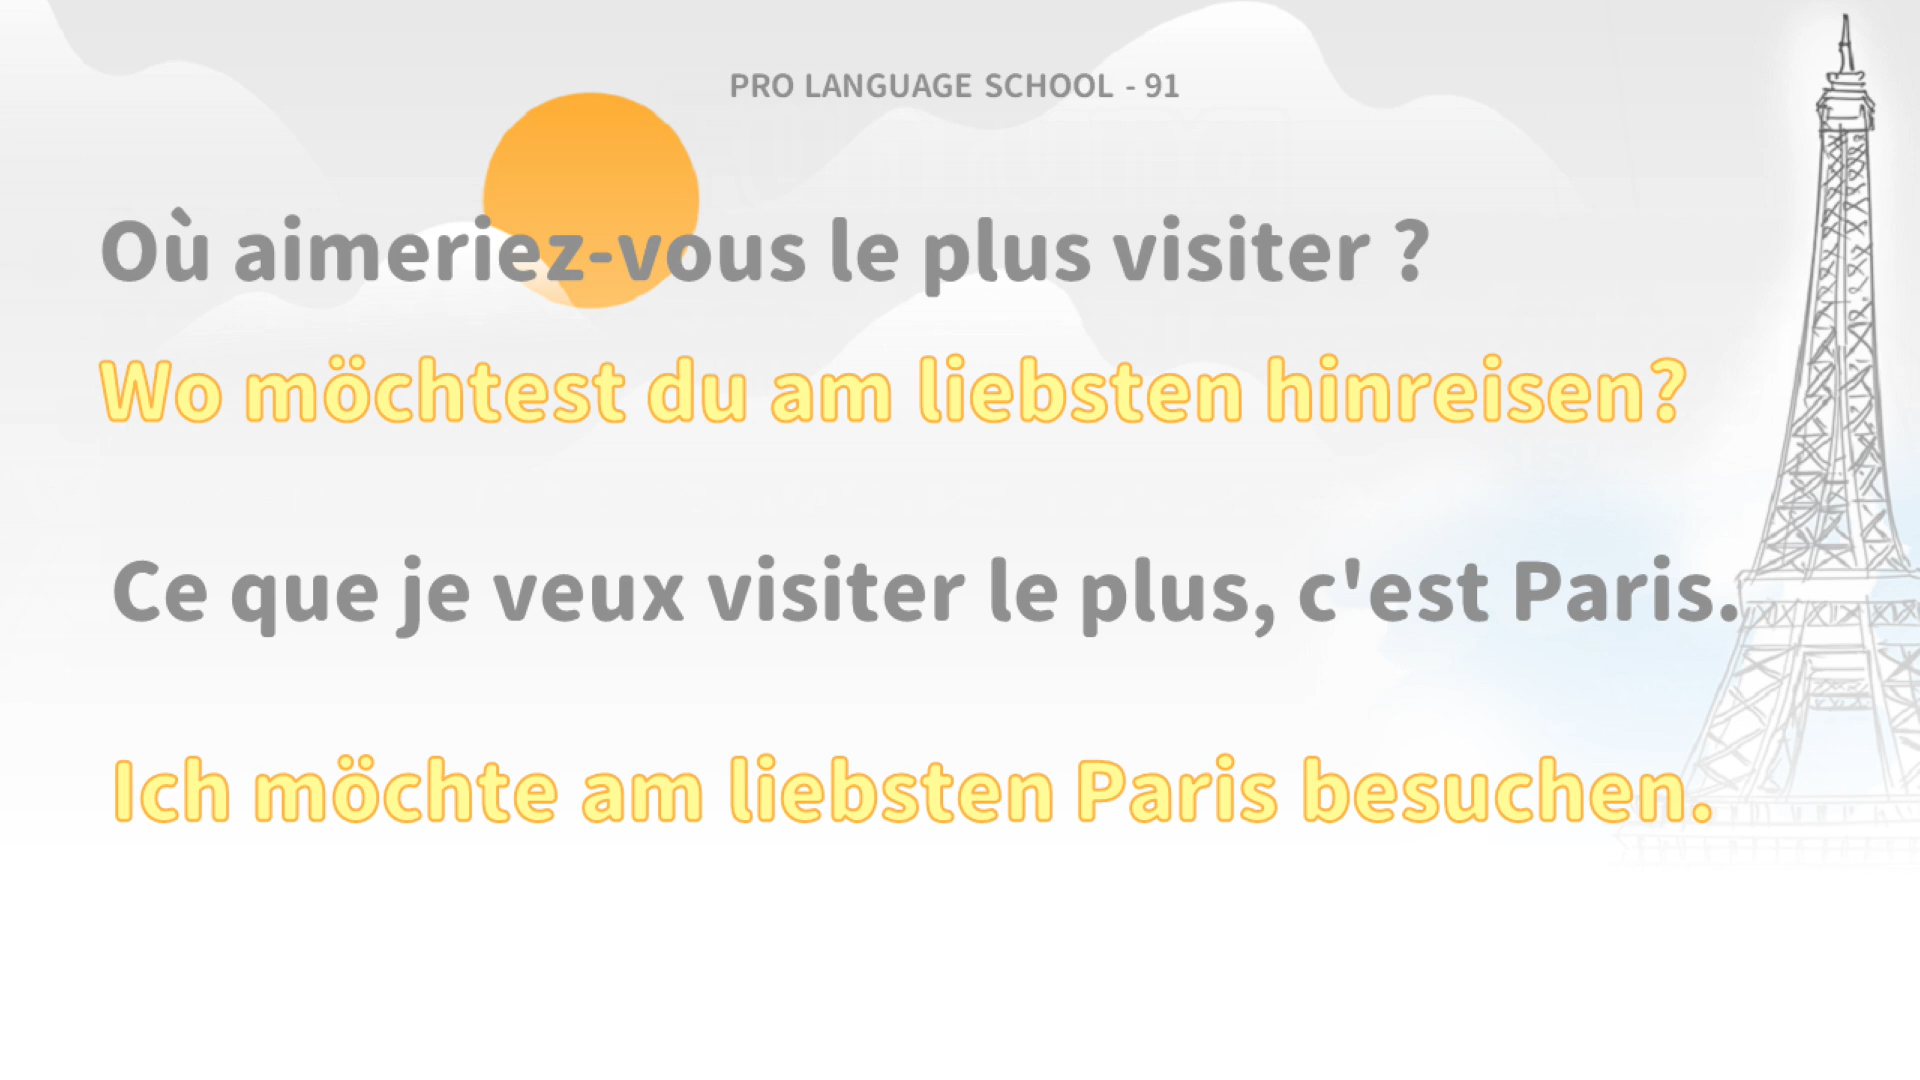 PRO LANGUAGE SCHOOL - 91
Où aimeriez-vous le plus visiter ?
Wo möchtest du am liebsten hinreisen?
Ce que je veux visiter le plus, c'est Paris.
Ich möchte am liebsten Paris besuchen.